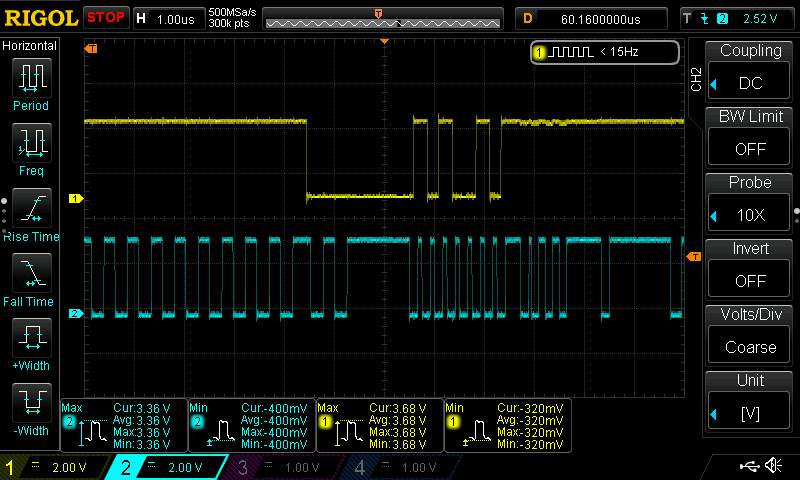 RIGOL STOP H 1.00us 500MSa/s 300k pts T D 60.1600000us T 2 2.52 V
Horizontal
Period
Freq
Rise Time
Fall Time
+Width
-Width
T
1 < 15Hz
1
2
T
CH2
Coupling
DC
BW Limit
OFF
Probe
10X
Invert
OFF
Volts/Div
Coarse
Unit
[V]
Max
2
Cur:3.36 V
Avg:3.36 V
Max:3.36 V
Min:3.36 V
Min
2
Cur:-400mV
Avg:-400mV
Max:-400mV
Min:-400mV
Max
1
Cur:3.68 V
Avg:3.68 V
Max:3.68 V
Min:3.68 V
Min
1
Cur:-320mV
Avg:-320mV
Max:-320mV
Min:-320mV
1 2.00 V 2 2.00 V 3 1.00 V 4 1.00 V